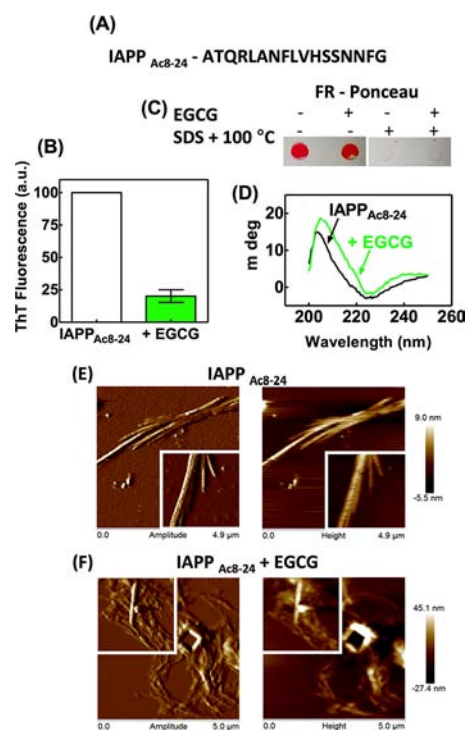 (A)
IAPP Ac8-24 - ATQRLANFLVHSSNNFG
(C)
FR - Ponceau
EGCG - + - +
SDS + 100 °C - - + +
(B)
ThT Fluorescence (a.u.)
100
75
50
25
0
IAPPAc8-24 + EGCG
(D)
m deg
20
10
0
IAPPAc8-24
+ EGCG
200 220 240 260
Wavelength (nm)
(E) IAPP Ac8-24
9.0 nm
-5.5 nm
0.0 Amplitude 4.9 µm
0.0 Height 4.9 µm
(F) IAPP Ac8-24 + EGCG
45.1 nm
-27.4 nm
0.0 Amplitude 5.0 µm
0.0 Height 5.0 µm